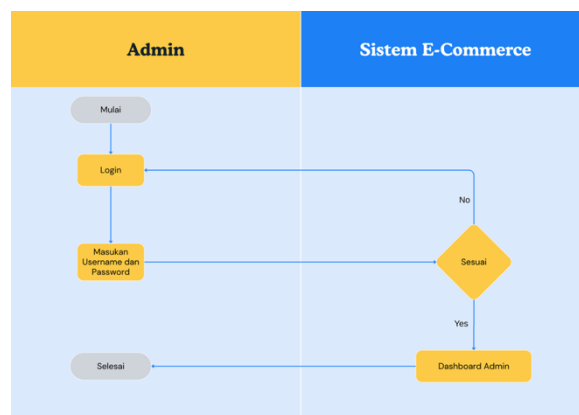 Admin
Sistem E-Commerce
Mulai
Login
No
Masukan
Username dan
Password
Sesuai
Yes
Selesai
Dashboard Admin